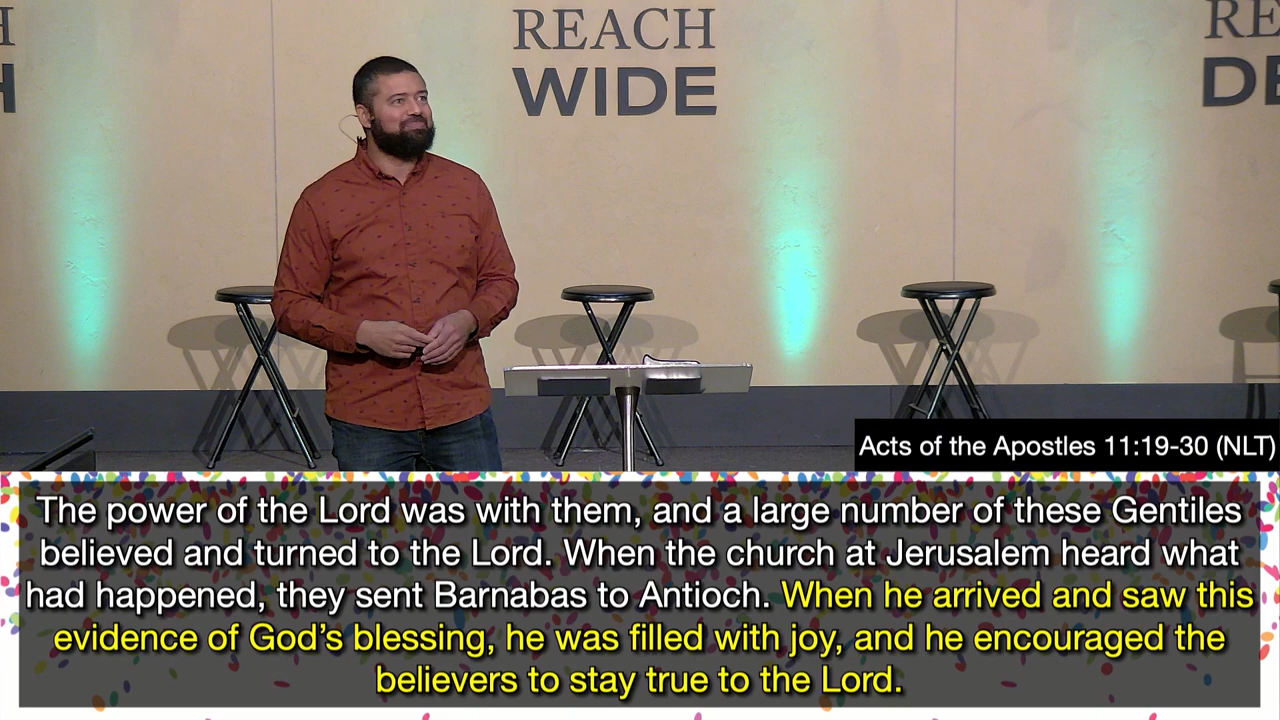 REACH
WIDE
Acts of the Apostles 11:19-30 (NLT)
The power of the Lord was with them, and a large number of these Gentiles
believed and turned to the Lord. When the church at Jerusalem heard what
had happened, they sent Barnabas to Antioch. When he arrived and saw this
evidence of God’s blessing, he was filled with joy, and he encouraged the
believers to stay true to the Lord.